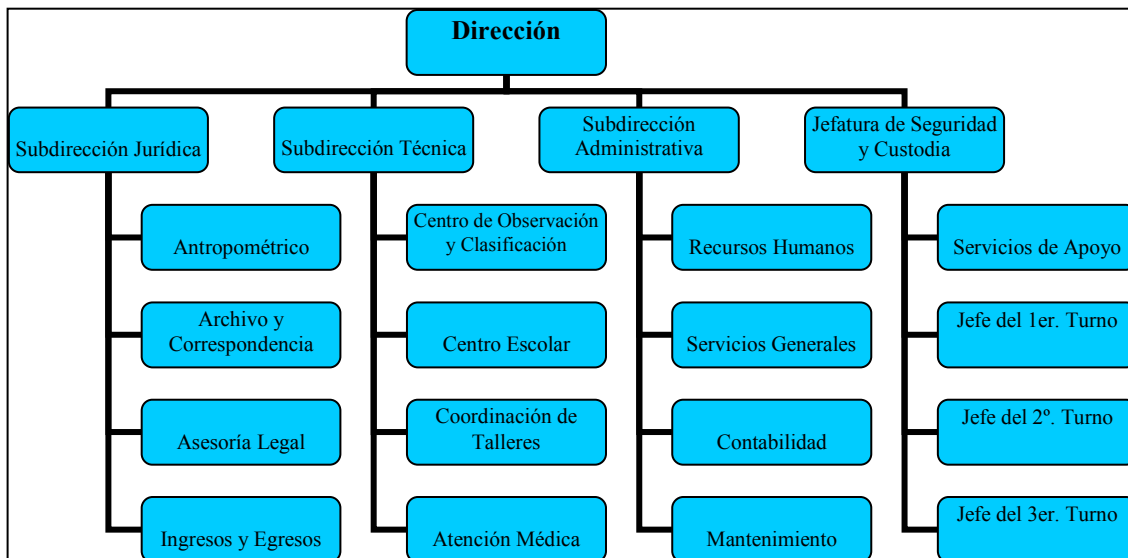 Dirección
Subdirección Jurídica
Subdirección Técnica
Subdirección
Administrativa
Jefatura de Seguridad
y Custodia
Antropométrico
Centro de Observación
y Clasificación
Recursos Humanos
Servicios de Apoyo
Archivo y
Correspondencia
Centro Escolar
Servicios Generales
Jefe del 1er. Turno
Asesoría Legal
Coordinación de
Talleres
Contabilidad
Jefe del 2º. Turno
Ingresos y Egresos
Atención Médica
Mantenimiento
Jefe del 3er. Turno